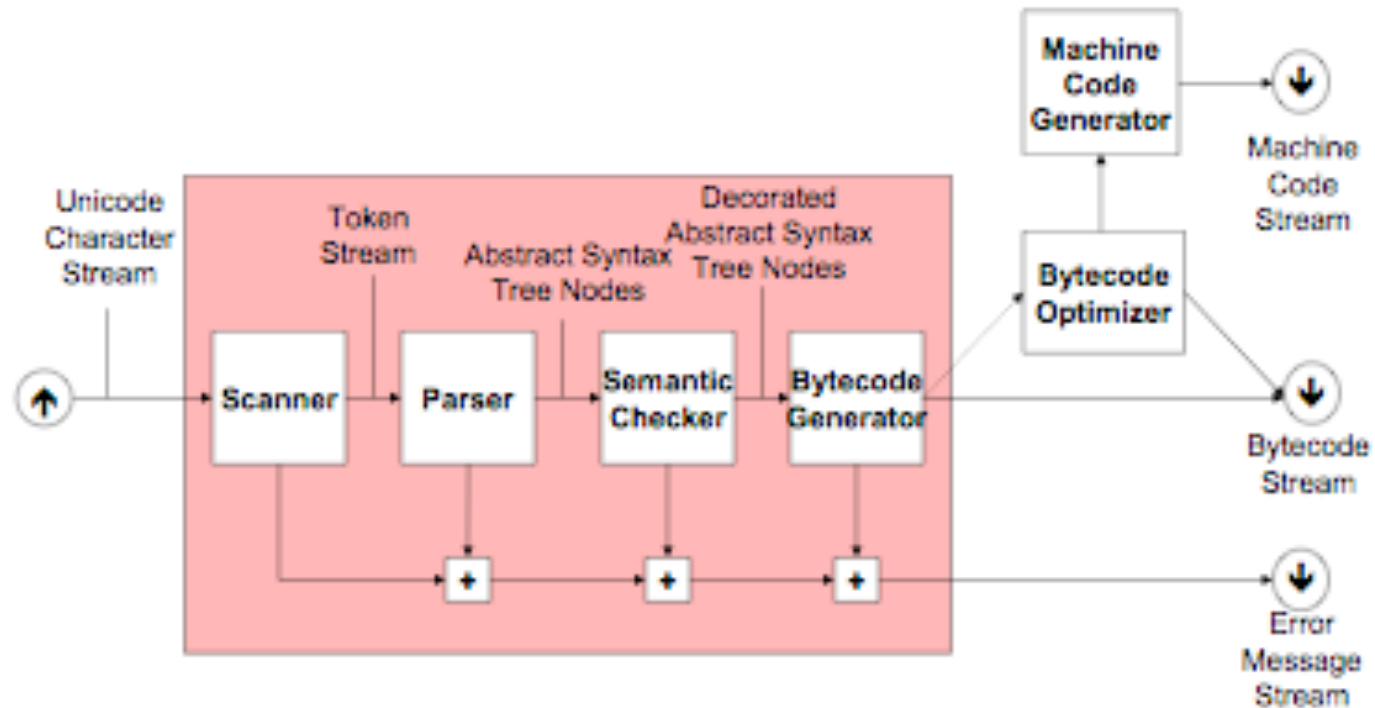 Machine
Code
Generator
Machine
Code
Stream
Unicode
Character
Stream
Token
Stream
Abstract Syntax
Tree Nodes
Decorated
Abstract Syntax
Tree Nodes
Bytecode
Optimizer
Scanner
Parser
Semantic
Checker
Bytecode
Generator
Bytecode
Stream
+
+
+
Error
Message
Stream